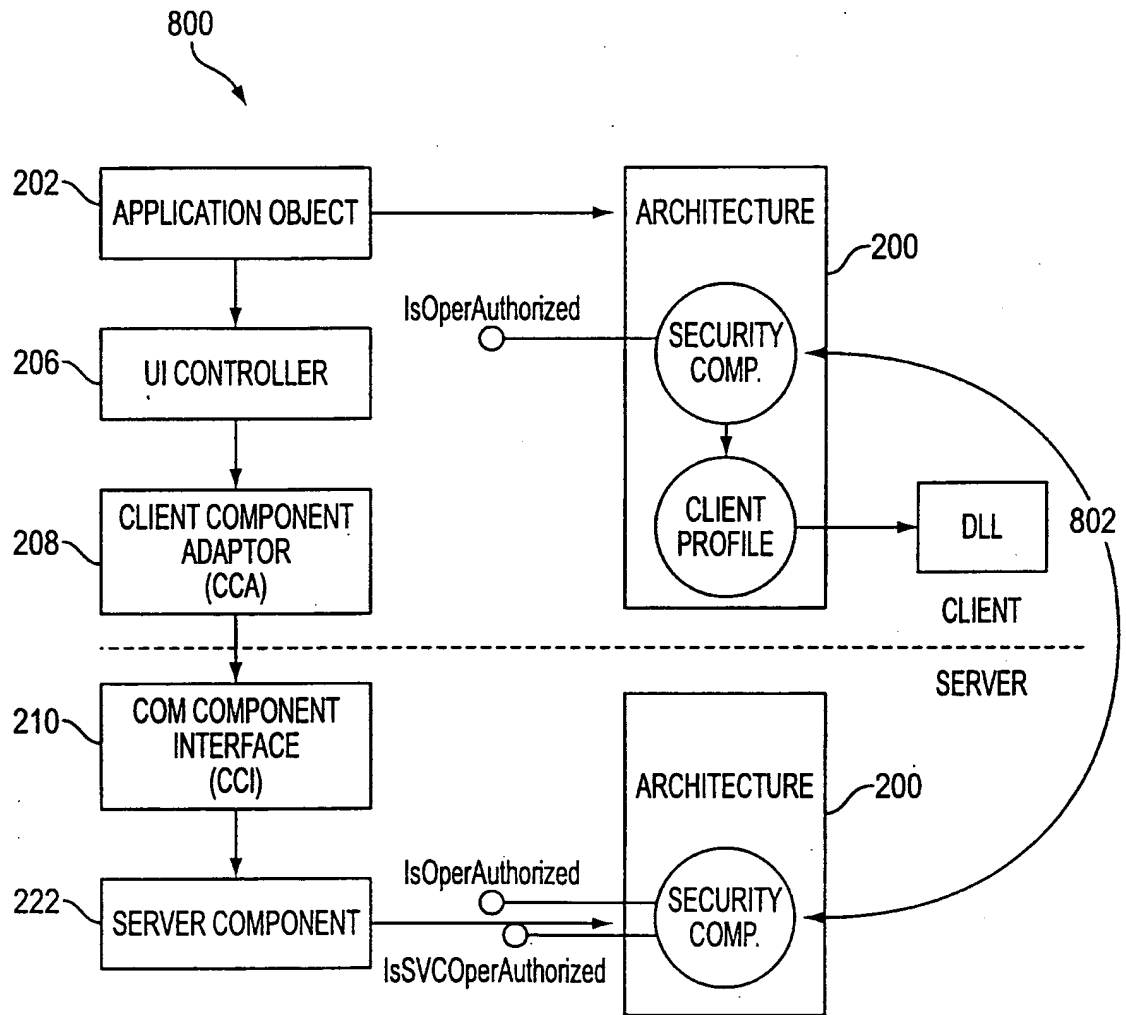 800
202
APPLICATION OBJECT
ARCHITECTURE
200
IsOperAuthorized
SECURITY
COMP.
206
UI CONTROLLER
208
CLIENT COMPONENT
ADAPTOR
(CCA)
CLIENT
PROFILE
DLL
802
CLIENT
SERVER
210
COM COMPONENT
INTERFACE
(CCI)
ARCHITECTURE
200
IsOperAuthorized
222
SERVER COMPONENT
SECURITY
COMP.
IsSVCOperAuthorized